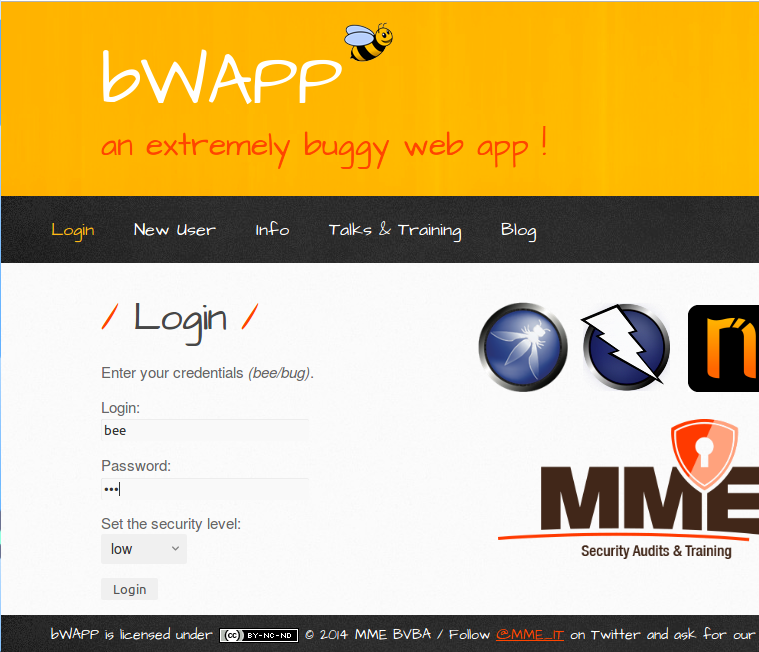 bWAPP
an extremely buggy web app !
Login New User Info Talks & Training Blog
/ Login /
Enter your credentials (bee/bug).
Login:
bee
Password:
•••
Set the security level:
low
Login
MME
Security Audits & Training
bWAPP is licensed under (cc) BY-NC-ND © 2014 MME BVBA / Follow @MME_IT on Twitter and ask for our